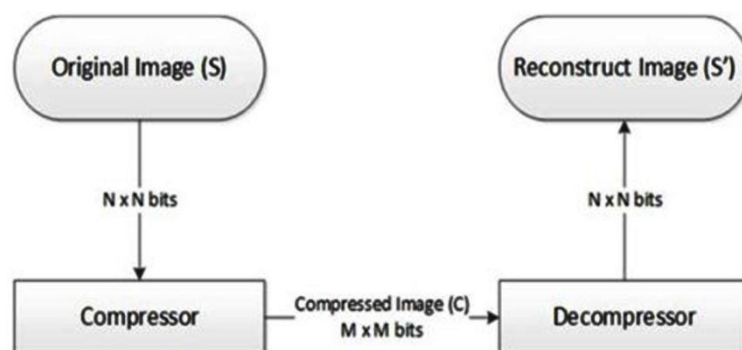 Original Image (S)
Reconstruct Image (S’)
N x N bits
N x N bits
Compressor
Compressed Image (C)
M x M bits
Decompressor